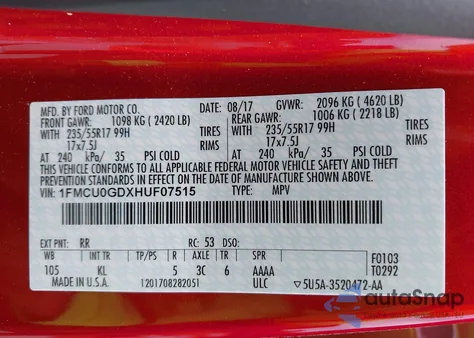 MFD. BY FORD MOTOR CO. DATE: 08/17 GVWR: 2096 KG ( 4620 LB)
FRONT GAWR: 1098 KG ( 2420 LB) REAR GAWR: 1006 KG ( 2218 LB)
WITH 235/55R17 99H TIRES WITH 235/55R17 99H TIRES
17x7.5J RIMS 17x7.5J RIMS
AT 240 kPa/ 35 PSI COLD AT 240 kPa/ 35 PSI COLD
THIS VEHICLE CONFORMS TO ALL APPLICABLE FEDERAL MOTOR VEHICLE SAFETY AND BUMPER AND THEFT PREVENTION STANDARDS IN EFFECT ON THE DATE OF MANUFACTURE SHOWN ABOVE.
VIN: 1FMCU0GDXHUF07515 TYPE: MPV
EXT PNT: RR RC: 53 DSO: F0103
WB INT TR TP/PS R AXLE TR SPR T0292
105 KL 5 3C 6 AAAA
MADE IN U.S.A. 1201708282051 ULC ▽5U5A-3520472-AA
autoSnap